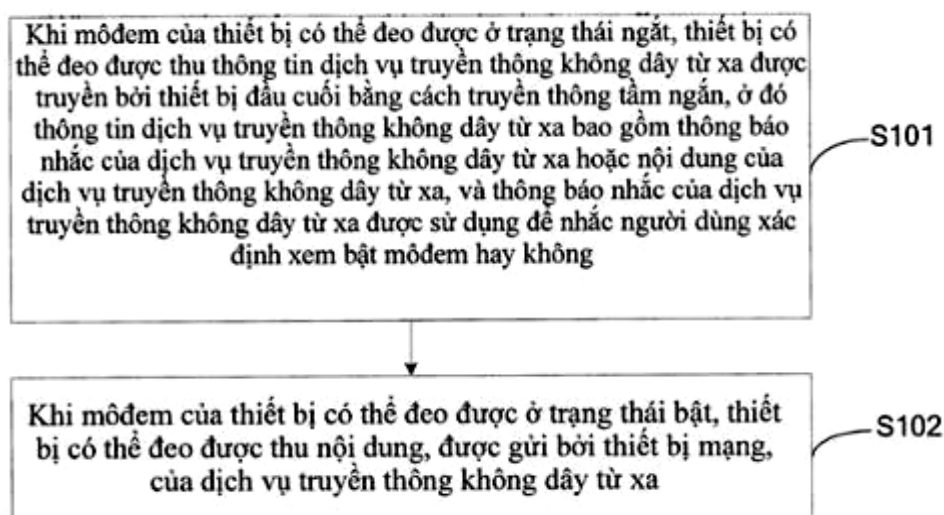 Khi môđem của thiết bị có thể đeo được ở trạng thái ngắt, thiết bị có
thể đeo được thu thông tin dịch vụ truyền thông không dây từ xa được
truyền bởi thiết bị đầu cuối bằng cách truyền thông tầm ngắn, ở đó
thông tin dịch vụ truyền thông không dây từ xa bao gồm thông báo
nhắc của dịch vụ truyền thông không dây từ xa hoặc nội dung của
dịch vụ truyền thông không dây từ xa, và thông báo nhắc của dịch vụ
truyền thông không dây từ xa được sử dụng để nhắc người dùng xác
định xem bật môđem hay không
S101
Khi môđem của thiết bị có thể đeo được ở trạng thái bật, thiết
bị có thể đeo được thu nội dung, được gửi bởi thiết bị mạng,
của dịch vụ truyền thông không dây từ xa
S102